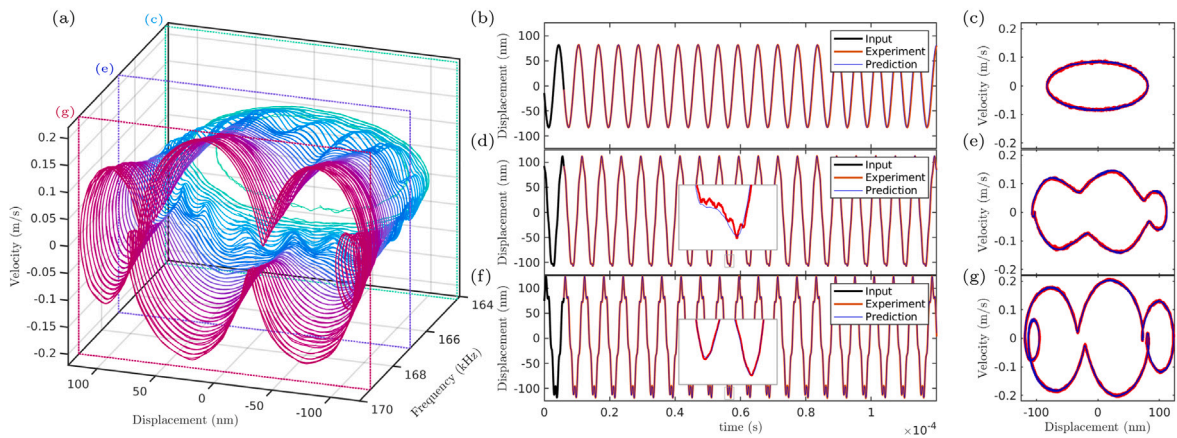 (a)
(c)
(e)
(g)
0.2
0.15
0.1
0.05
0
-0.05
-0.1
-0.15
-0.2
Velocity (m/s)
100
50
0
-50
-100
Displacement (nm)
164
166
168
170
Frequency (kHz)
(b)
Displacement (nm)
100
50
0
-50
-100
Input
Experiment
Prediction
(d)
Displacement (nm)
100
50
0
-50
-100
Input
Experiment
Prediction
(f)
Displacement (nm)
100
50
0
-50
-100
Input
Experiment
Prediction
0
0.2
0.4
0.6
0.8
1
time (s)
×10⁻⁴
(c)
Velocity (m/s)
0.2
0.1
0
-0.1
-0.2
(e)
Velocity (m/s)
0.2
0.1
0
-0.1
-0.2
(g)
Velocity (m/s)
0.2
0.1
0
-0.1
-0.2
-100
0
100
Displacement (nm)